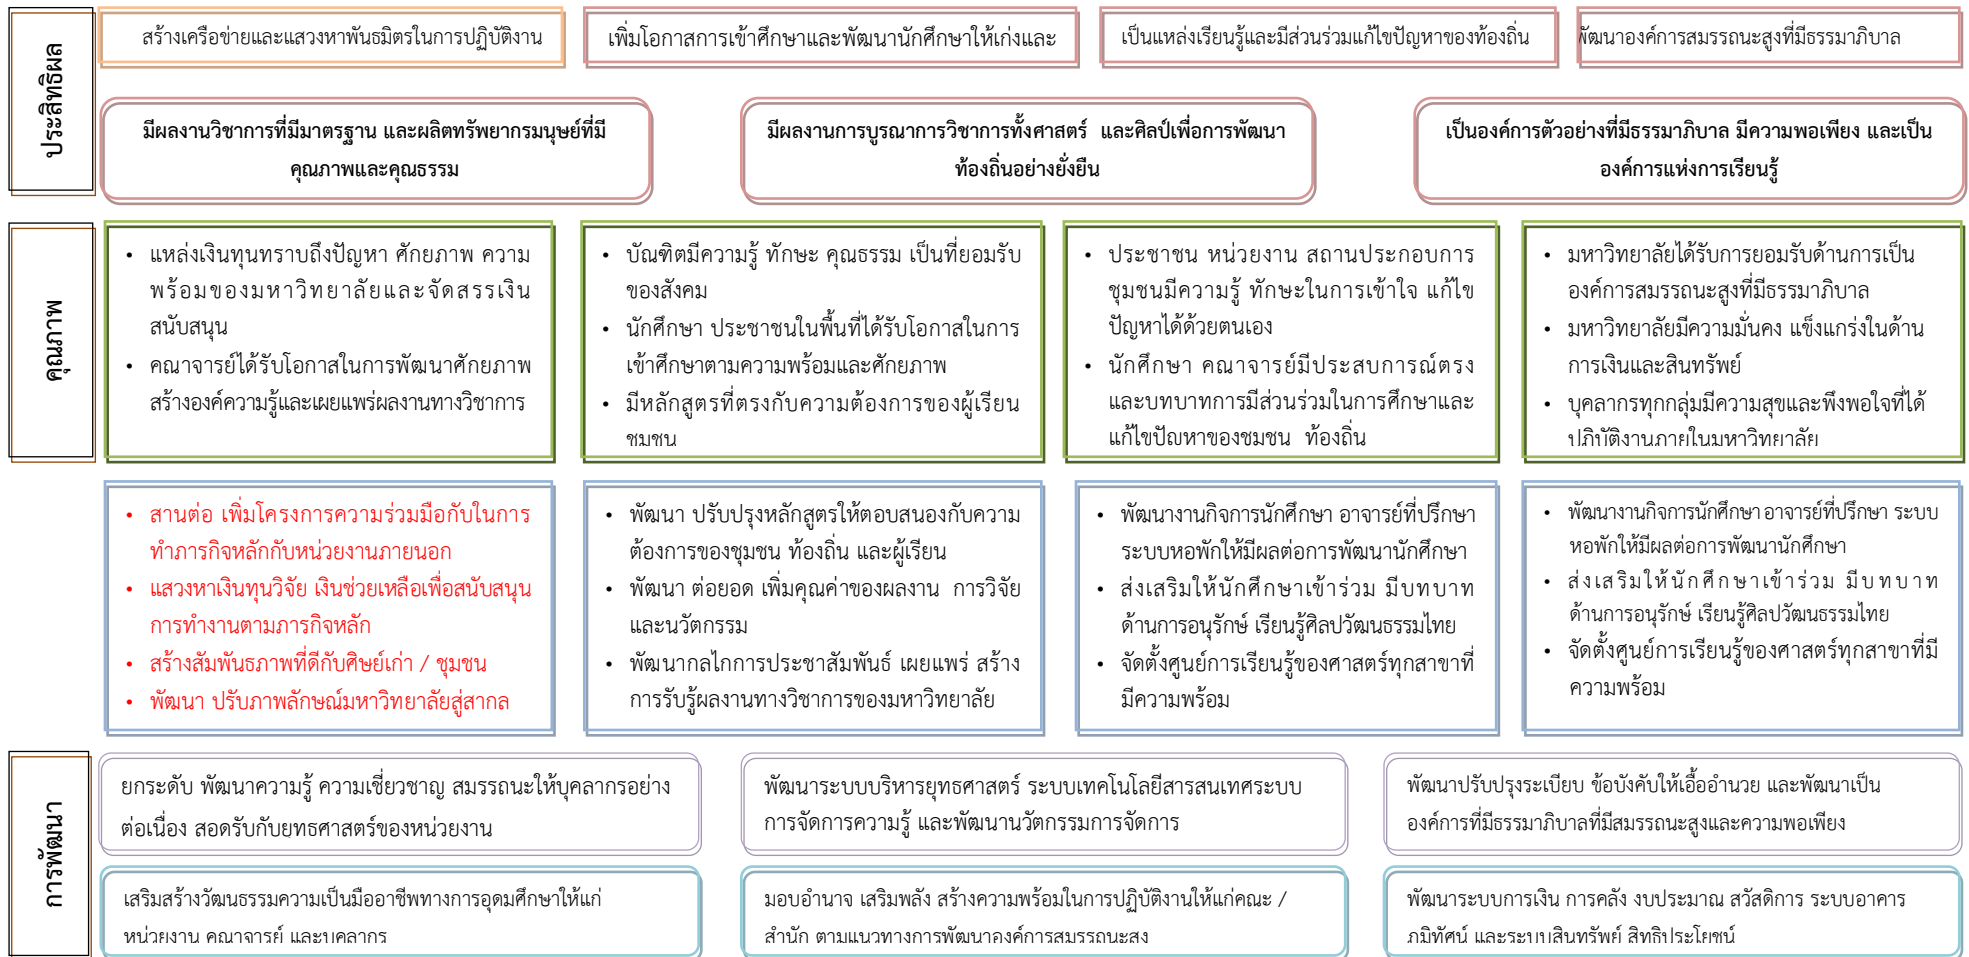 ประสิทธิผล
สร้างเครือข่ายและแสวงหาพันธมิตรในการปฏิบัติงาน
เพิ่มโอกาสการเข้าศึกษาและพัฒนานักศึกษาให้เก่งและ
เป็นแหล่งเรียนรู้และมีส่วนร่วมแก้ไขปัญหาของท้องถิ่น
พัฒนาองค์การสมรรถนะสูงที่มีธรรมาภิบาล
มีผลงานวิชาการที่มีมาตรฐาน และผลิตทรัพยากรมนุษย์ที่มี
คุณภาพและคุณธรรม
มีผลงานการบูรณาการวิชาการทั้งศาสตร์ และศิลป์เพื่อการพัฒนา
ท้องถิ่นอย่างยั่งยืน
เป็นองค์การตัวอย่างที่มีธรรมาภิบาล มีความพอเพียง และเป็น
องค์การแห่งการเรียนรู้
คุณภาพ
• แหล่งเงินทุนทราบถึงปัญหา ศักยภาพ ความ
พร้อมของมหาวิทยาลัยและจัดสรรเงิน
สนับสนุน
• คณาจารย์ได้รับโอกาสในการพัฒนาศักยภาพ
สร้างองค์ความรู้และเผยแพร่ผลงานทางวิชาการ
• บัณฑิตมีความรู้ ทักษะ คุณธรรม เป็นที่ยอมรับ
ของสังคม
• นักศึกษา ประชาชนในพื้นที่ได้รับโอกาสในการ
เข้าศึกษาตามความพร้อมและศักยภาพ
• มีหลักสูตรที่ตรงกับความต้องการของผู้เรียน
ชุมชน
• ประชาชน หน่วยงาน สถานประกอบการ
ชุมชนมีความรู้ ทักษะในการเข้าใจ แก้ไข
ปัญหาได้ด้วยตนเอง
• นักศึกษา คณาจารย์มีประสบการณ์ตรง
และบทบาทการมีส่วนร่วมในการศึกษาและ
แก้ไขปัญหาของชุมชน ท้องถิ่น
• มหาวิทยาลัยได้รับการยอมรับด้านการเป็น
องค์การสมรรถนะสูงที่มีธรรมาภิบาล
• มหาวิทยาลัยมีความมั่นคง แข็งแกร่งในด้าน
การเงินและสินทรัพย์
• บุคลากรทุกกลุ่มมีความสุขและพึงพอใจที่ได้
ปฏิบัติงานภายในมหาวิทยาลัย
• สานต่อ เพิ่มโครงการความร่วมมือกับในการ
ทำภารกิจหลักกับหน่วยงานภายนอก
• แสวงหาเงินทุนวิจัย เงินช่วยเหลือเพื่อสนับสนุน
การทำงานตามภารกิจหลัก
• สร้างสัมพันธภาพที่ดีกับศิษย์เก่า / ชุมชน
• พัฒนา ปรับภาพลักษณ์มหาวิทยาลัยสู่สากล
• พัฒนา ปรับปรุงหลักสูตรให้ตอบสนองกับความ
ต้องการของชุมชน ท้องถิ่น และผู้เรียน
• พัฒนา ต่อยอด เพิ่มคุณค่าของผลงาน การวิจัย
และนวัตกรรม
• พัฒนากลไกการประชาสัมพันธ์ เผยแพร่ สร้าง
การรับรู้ผลงานทางวิชาการของมหาวิทยาลัย
• พัฒนางานกิจการนักศึกษา อาจารย์ที่ปรึกษา
ระบบหอพักให้มีผลต่อการพัฒนานักศึกษา
• ส่งเสริมให้นักศึกษาเข้าร่วม มีบทบาท
ด้านการอนุรักษ์ เรียนรู้ศิลปวัฒนธรรมไทย
• จัดตั้งศูนย์การเรียนรู้ของศาสตร์ทุกสาขาที่
มีความพร้อม
• พัฒนางานกิจการนักศึกษา อาจารย์ที่ปรึกษา ระบบ
หอพักให้มีผลต่อการพัฒนานักศึกษา
• ส่งเสริมให้นักศึกษาเข้าร่วม มีบทบาท
ด้านการอนุรักษ์ เรียนรู้ศิลปวัฒนธรรมไทย
• จัดตั้งศูนย์การเรียนรู้ของศาสตร์ทุกสาขาที่มี
ความพร้อม
การพัฒนา
ยกระดับ พัฒนาความรู้ ความเชี่ยวชาญ สมรรถนะให้บุคลากรอย่าง
ต่อเนื่อง สอดรับกับยุทธศาสตร์ของหน่วยงาน
พัฒนาระบบบริหารยุทธศาสตร์ ระบบเทคโนโลยีสารสนเทศระบบ
การจัดการความรู้ และพัฒนานวัตกรรมการจัดการ
พัฒนาปรับปรุงระเบียบ ข้อบังคับให้เอื้ออำนวย และพัฒนาเป็น
องค์การที่มีธรรมาภิบาลที่มีสมรรถนะสูงและความพอเพียง
เสริมสร้างวัฒนธรรมความเป็นมืออาชีพทางการอุดมศึกษาให้แก่
หน่วยงาน คณาจารย์ และบุคลากร
มอบอำนาจ เสริมพลัง สร้างความพร้อมในการปฏิบัติงานให้แก่คณะ /
สำนัก ตามแนวทางการพัฒนาองค์การสมรรถนะสูง
พัฒนาระบบการเงิน การคลัง งบประมาณ สวัสดิการ ระบบอาคาร
ภูมิทัศน์ และระบบสินทรัพย์ สิทธิประโยชน์